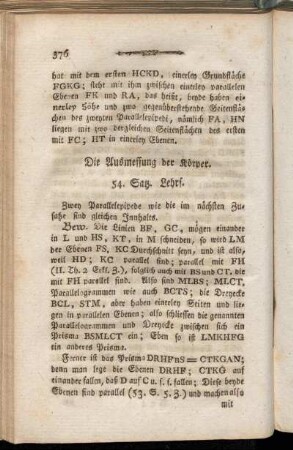 376
hat mit dem ersten HCKD, einerley Grundfläche
FGKG; steht mit ihm zwischen einerley parallelen
Ebenen FK und RA, das heißt, beyde haben ei-
nerley Höhe und zwo gegenüberstehende Seitenflä-
chen des zweyten Parallelepipedi, nämlich FA, HN
liegen mit zwo dergleichen Seitenflächen des ersten
mit FC; HT in einerley Ebenen.
Die Ausmessung der Körper.
54. Satz. Lehrs.
Zwey Parallelepipede wie die im nächsten Zu-
satze sind gleichen Innhalts.
Bew. Die Linien BF, GC, mögen einander
in L und HS, KT, in M schneiden, so wird LM
der Ebenen FS, KC Durchschnitt seyn, und also,
weil HD; KC parallel sind; parallel mit FH
(II. Th. 2 Erkl. Z.), folglich auch mit BS und CT, die
mit FH parallel sind. Also sind MLBS; MLCT,
Parallelogrammen wie auch BCTS; die Dreyecke
BCL, STM, aber haben einerley Seiten und lie-
gen in parallelen Ebenen; also schliessen die genannten
Parallelogrammen und Dreyecke zwischen sich ein
Prisma BSMLCT ein; Eben so ist LMKHFG
ein anderes Prisma.
Ferner ist das Prisma DRHFnS = CTKGAN;
denn man lege die Ebenen DRHF; CTKG auf
einander fallen, daß D auf C u. s. f. fallen; Diese beyde
Ebenen sind parallel (53. S. 5. Z.) und machen also
mit